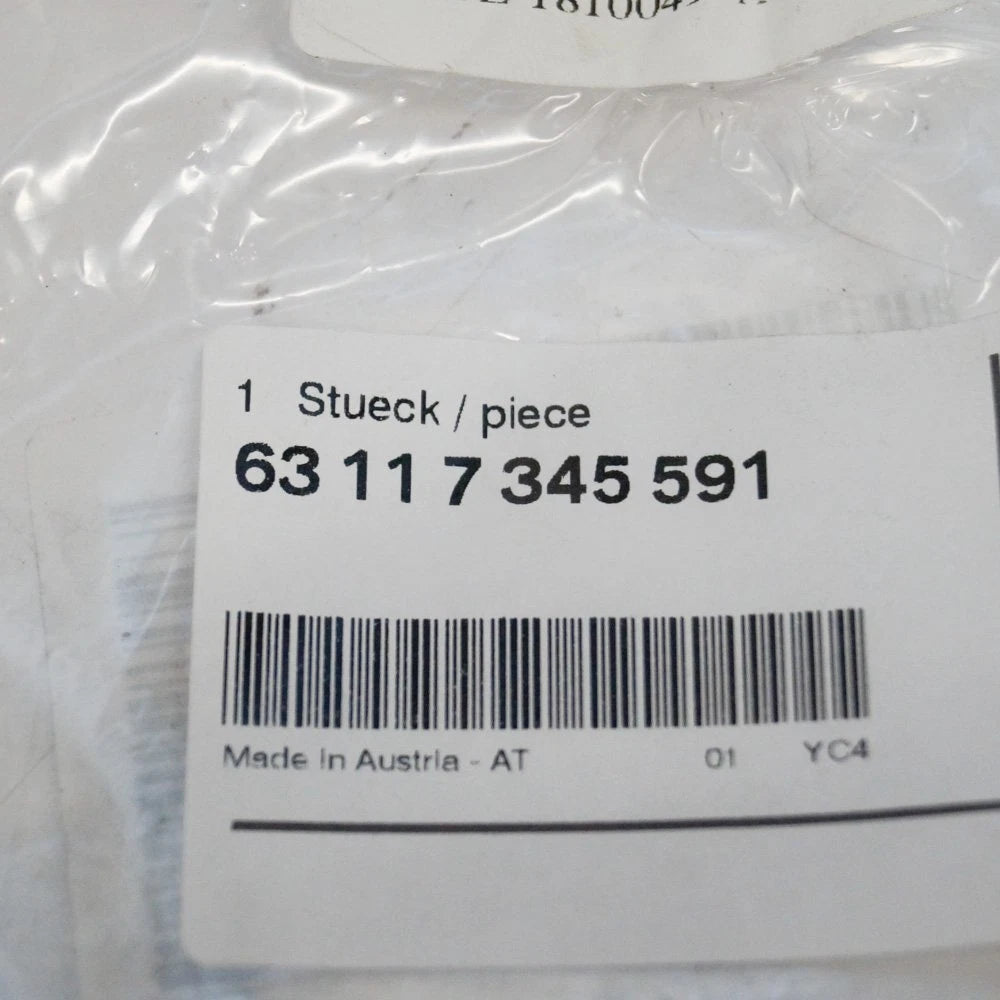 1 Stueck / piece
63 11 7 345 591
Made In Austria - AT 01 YC4